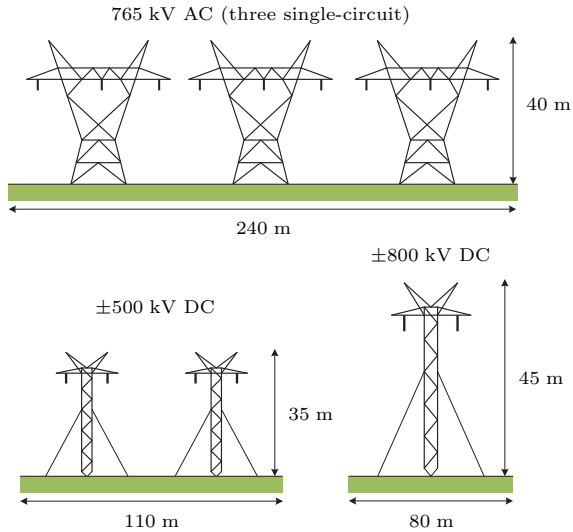 765 kV AC (three single-circuit)
40 m
240 m
±800 kV DC
±500 kV DC
45 m
35 m
110 m
80 m